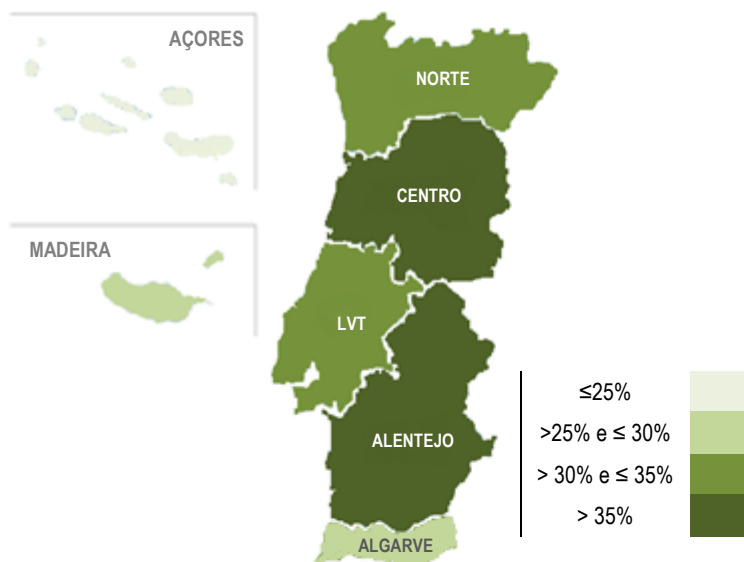 AÇORES
NORTE
CENTRO
MADEIRA
LVT
ALENTEJO
ALGARVE
≤25%
>25% e ≤ 30%
> 30% e ≤ 35%
> 35%